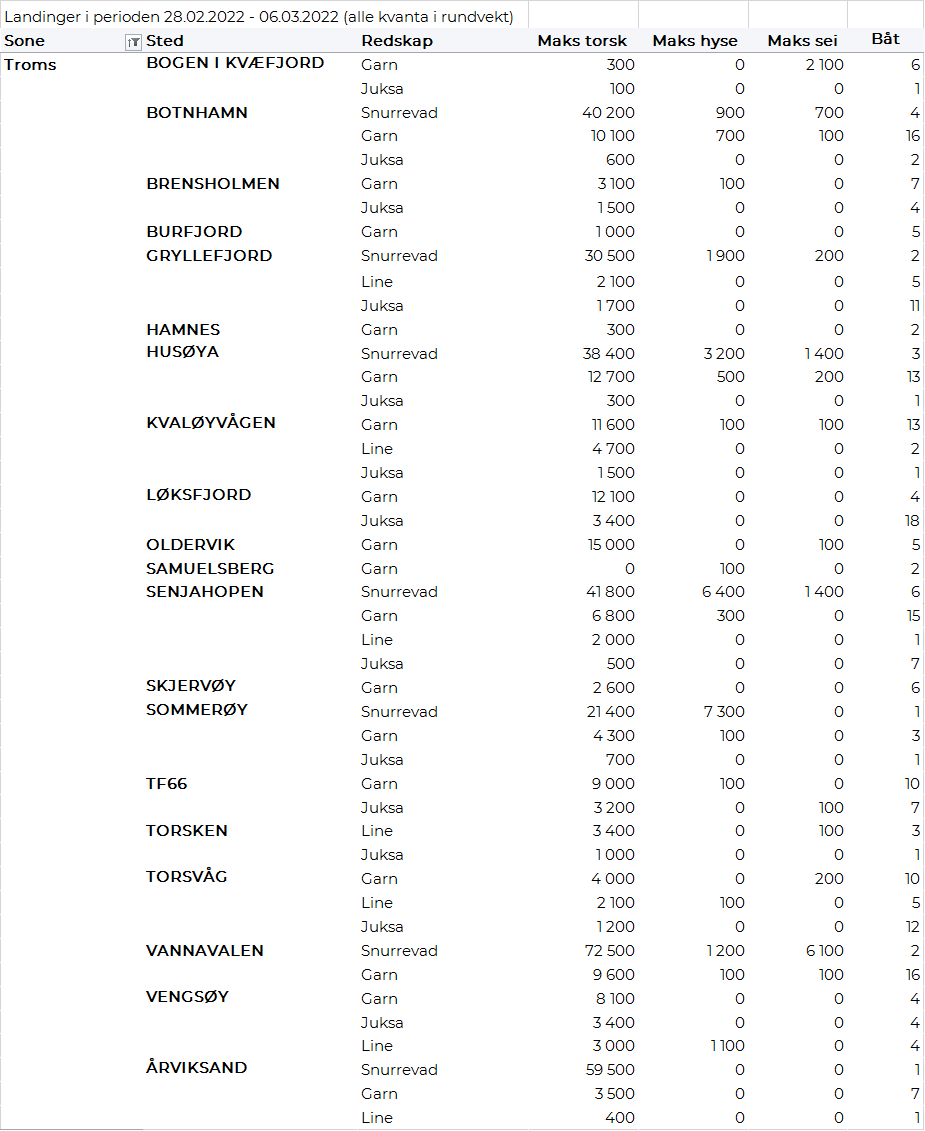 Landinger i perioden 28.02.2022 - 06.03.2022 (alle kvanta i rundvekt)
Sone Sted Redskap Maks torsk Maks hyse Maks sei Båt
Troms BOGEN I KVÆFJORD Garn 300 0 2 100 6
Juksa 100 0 0 1
BOTNHAMN Snurrevad 40 200 900 700 4
Garn 10 100 700 100 16
Juksa 600 0 0 2
BRENSHOLMEN Garn 3 100 100 0 7
Juksa 1 500 0 0 4
BURFJORD Garn 1 000 0 0 5
GRYLLEFJORD Snurrevad 30 500 1 900 200 2
Line 2 100 0 0 5
Juksa 1 700 0 0 11
HAMNES Garn 300 0 0 2
HUSØYA Snurrevad 38 400 3 200 1 400 3
Garn 12 700 500 200 13
Juksa 300 0 0 1
KVALØYVÅGEN Garn 11 600 100 100 13
Line 4 700 0 0 2
Juksa 1 500 0 0 1
LØKSFJORD Garn 12 100 0 0 4
Juksa 3 400 0 0 18
OLDERVIK Garn 15 000 0 100 5
SAMUELSBERG Garn 0 100 0 2
SENJAHOPEN Snurrevad 41 800 6 400 1 400 6
Garn 6 800 300 0 15
Line 2 000 0 0 1
Juksa 500 0 0 7
SKJERVØY Garn 2 600 0 0 6
SOMMERØY Snurrevad 21 400 7 300 0 1
Garn 4 300 100 0 3
Juksa 700 0 0 1
TF66 Garn 9 000 100 0 10
Juksa 3 200 0 100 7
TORSKEN Line 3 400 0 100 3
Juksa 1 000 0 0 1
TORSVÅG Garn 4 000 0 200 10
Line 2 100 100 0 5
Juksa 1 200 0 0 12
VANNAVALEN Snurrevad 72 500 1 200 6 100 2
Garn 9 600 100 100 16
VENGSØY Garn 8 100 0 0 4
Juksa 3 400 0 0 4
Line 3 000 1 100 0 4
ÅRVIKSAND Snurrevad 59 500 0 0 1
Garn 3 500 0 0 7
Line 400 0 0 1